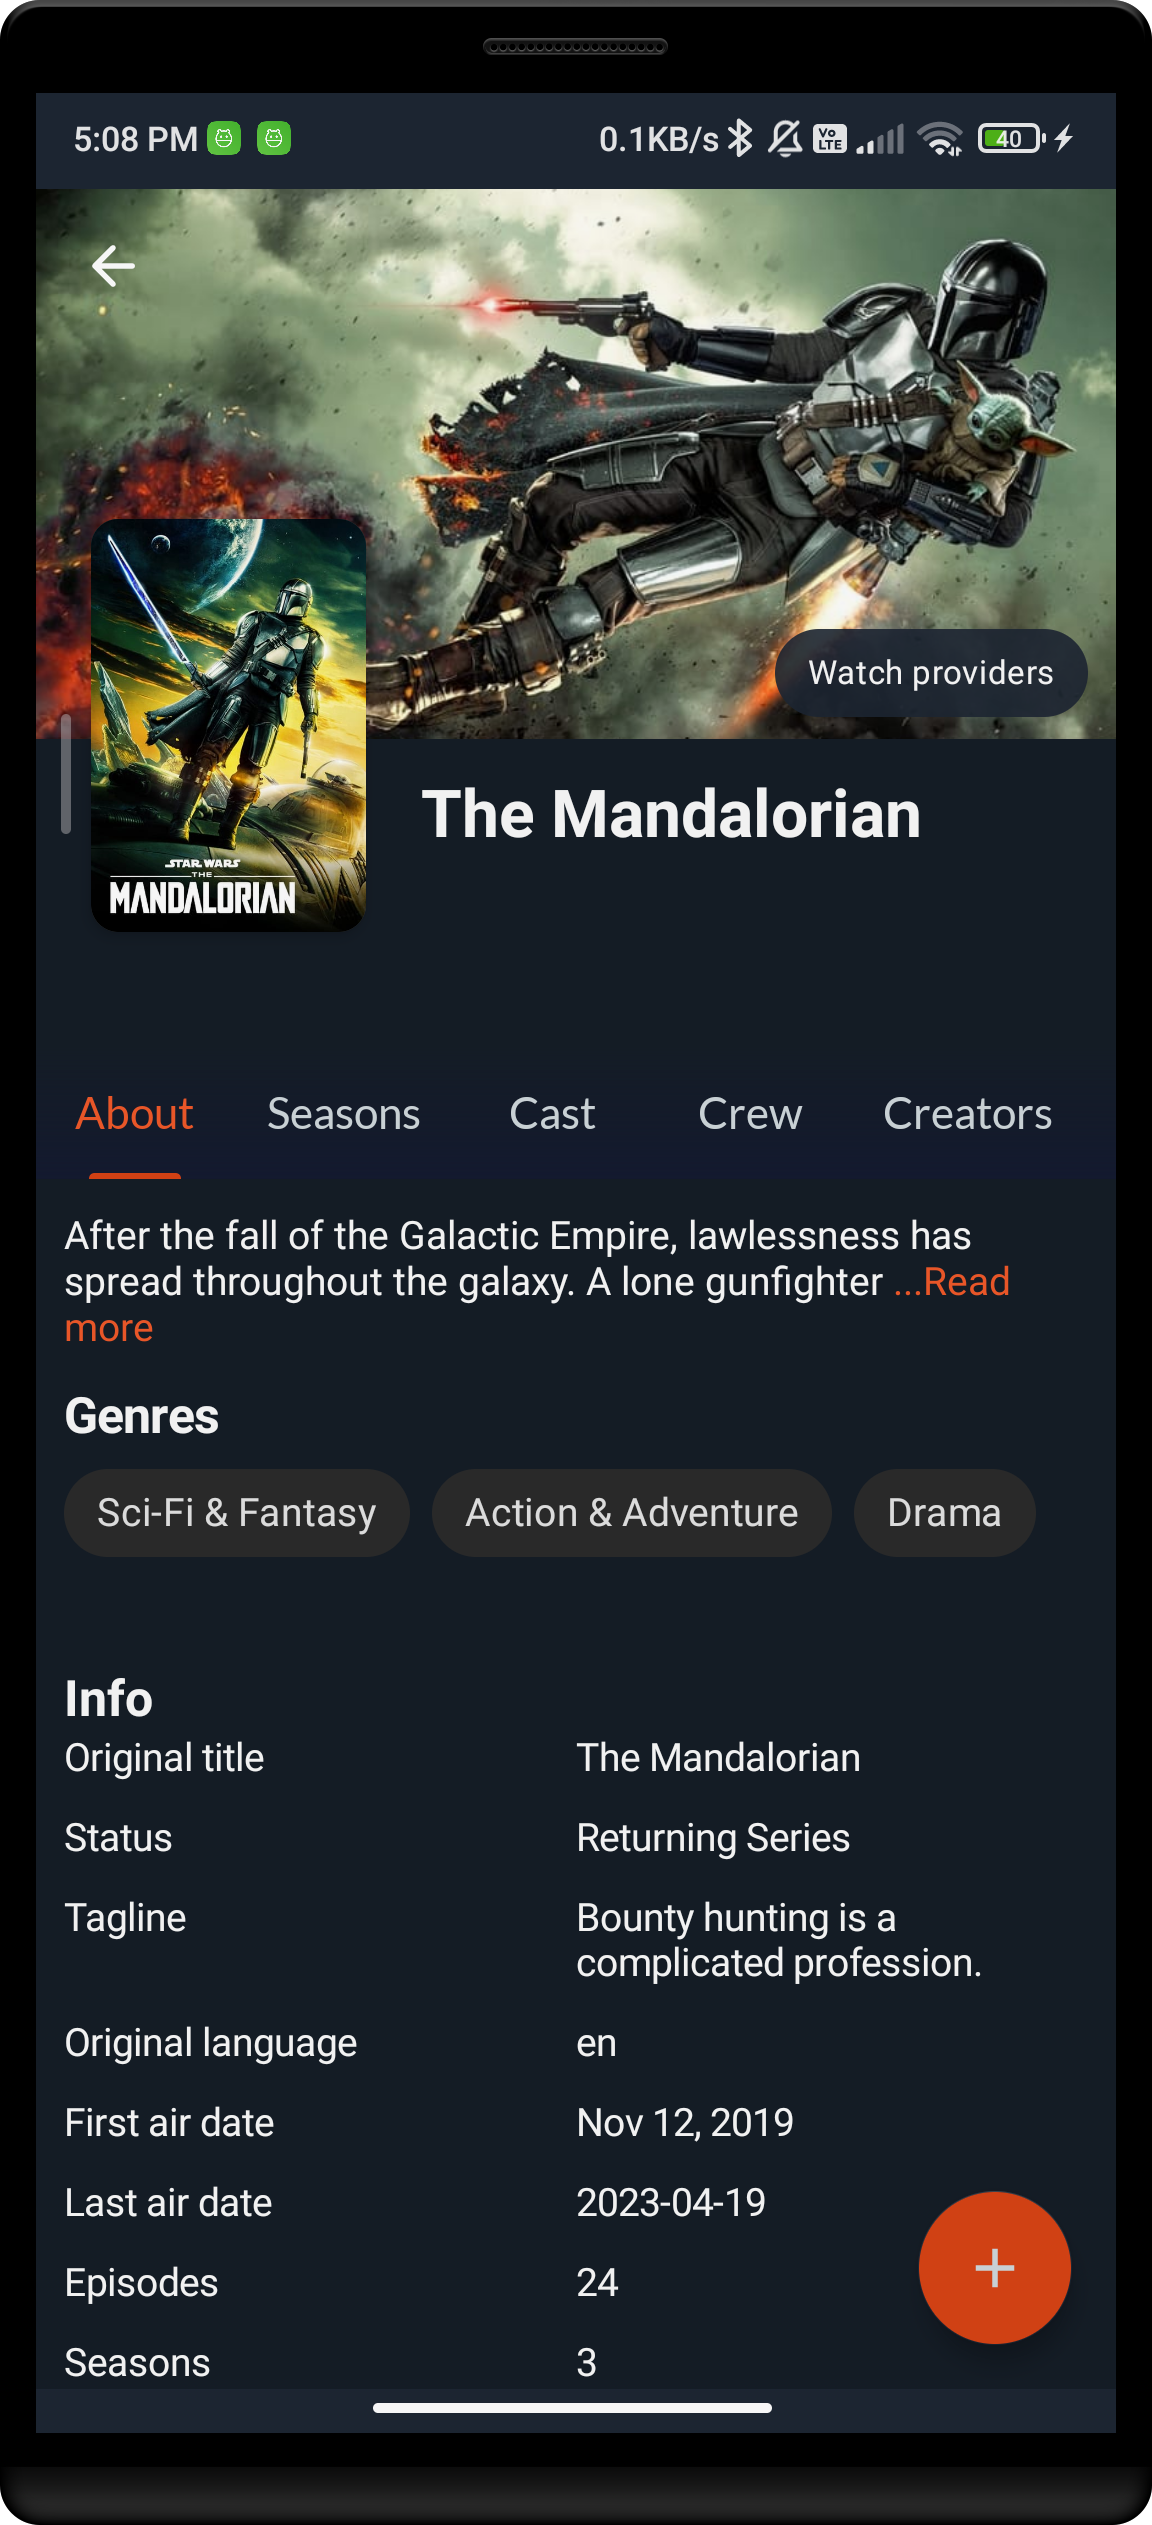 5:08 PM
0.1KB/s
Vo
LTE
40
Watch providers
STAR WARS
THE
MANDALORIAN
The Mandalorian
About Seasons Cast Crew Creators
After the fall of the Galactic Empire, lawlessness has
spread throughout the galaxy. A lone gunfighter ...Read
more
Genres
Sci-Fi & Fantasy Action & Adventure Drama
Info
Original title The Mandalorian
Status Returning Series
Tagline Bounty hunting is a
complicated profession.
Original language en
First air date Nov 12, 2019
Last air date 2023-04-19
Episodes 24
Seasons 3